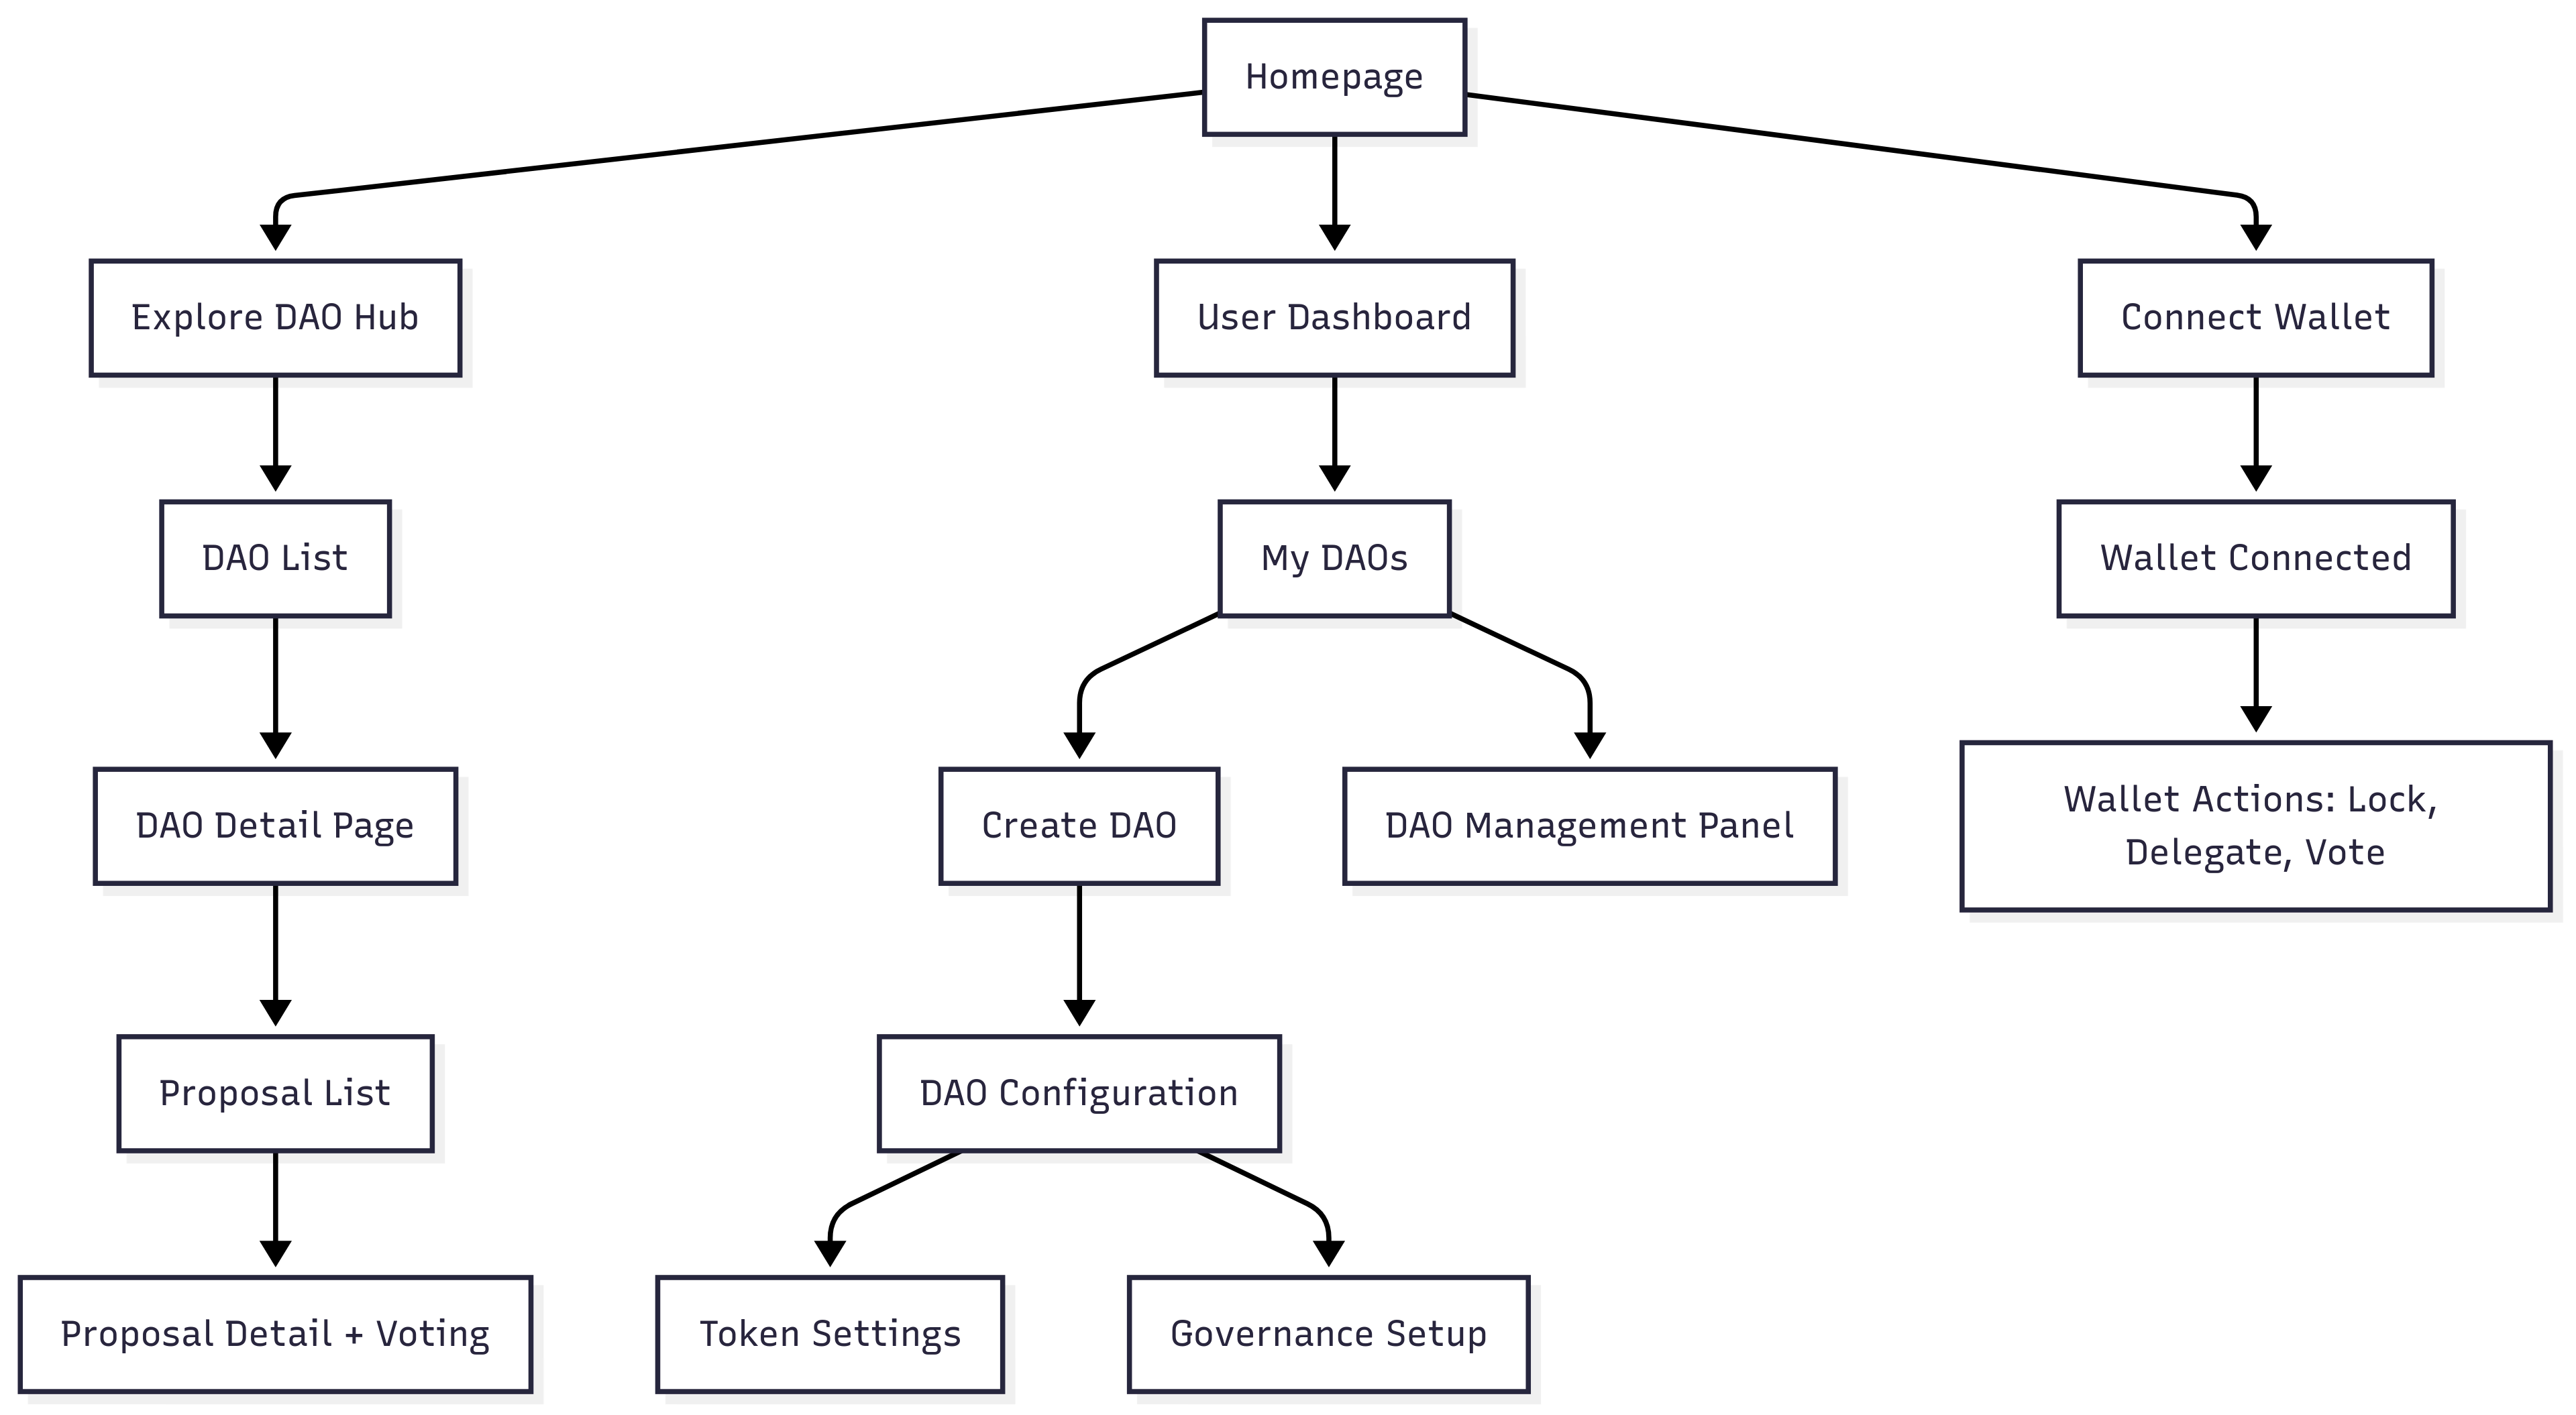 Homepage
Explore DAO Hub
User Dashboard
Connect Wallet
DAO List
My DAOs
Wallet Connected
DAO Detail Page
Create DAO
DAO Management Panel
Wallet Actions: Lock,
Delegate, Vote
Proposal List
DAO Configuration
Proposal Detail + Voting
Token Settings
Governance Setup